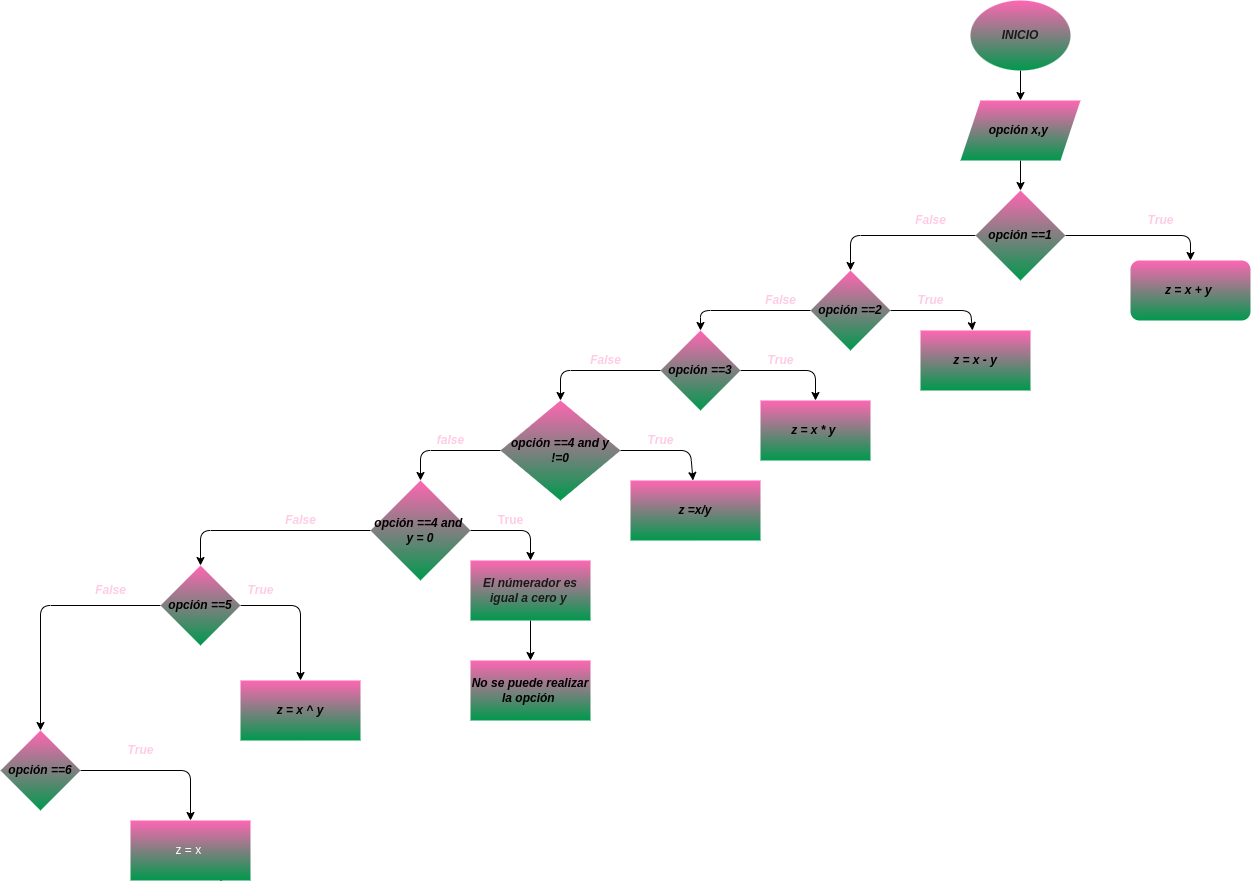 INICIO
opción x,y
False
True
opción ==1
z = x + y
False
True
opción ==2
z = x - y
False
True
opción ==3
z = x * y
false
True
opción ==4 and y
!=0
z =x/y
False
True
opción ==4 and
y = 0
El númerador es
igual a cero y
No se puede realizar
la opción
False
True
opción ==5
z = x ^ y
True
opción ==6
z = x